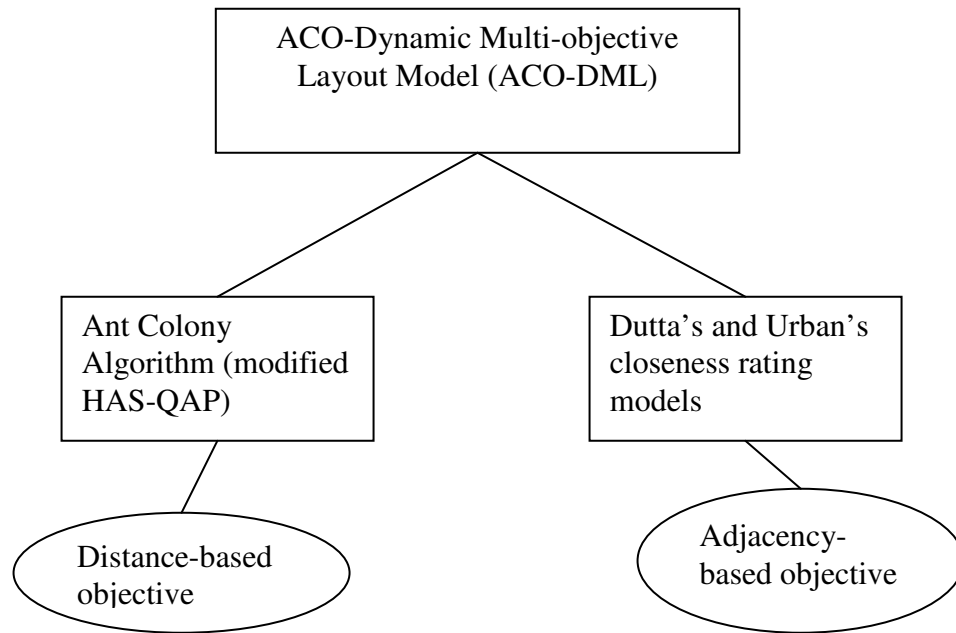 ACO-Dynamic Multi-objective
Layout Model (ACO-DML)
Ant Colony
Algorithm (modified
HAS-QAP)
Dutta's and Urban's
closeness rating
models
Distance-based
objective
Adjacency-
based objective